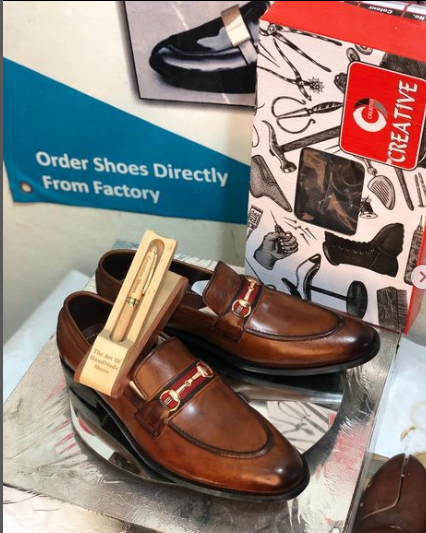 Order Shoes Directly
From Factory
CREATIVE
The Art Of
HandMade
Shoes